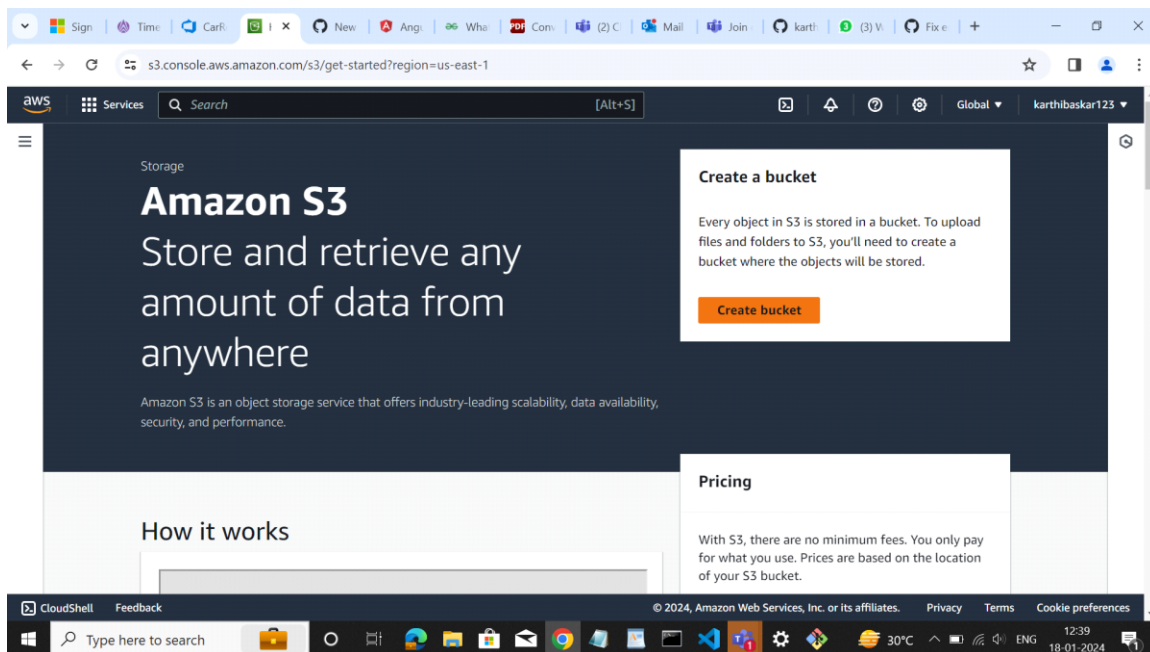 Sign
Time
CarR
New
Ang
Wha
PDF
Conv
(2) C
Mail
Join
karth
(3) W
Fix e
s3.console.aws.amazon.com/s3/get-started?region=us-east-1
aws
Services
Search
[Alt+S]
Global
karthibaskar123
Storage
Amazon S3
Store and retrieve any
amount of data from
anywhere
Amazon S3 is an object storage service that offers industry-leading scalability, data availability,
security, and performance.
Create a bucket
Every object in S3 is stored in a bucket. To upload
files and folders to S3, you'll need to create a
bucket where the objects will be stored.
Create bucket
Pricing
With S3, there are no minimum fees. You only pay
for what you use. Prices are based on the location
of your S3 bucket.
How it works
CloudShell
Feedback
© 2024, Amazon Web Services, Inc. or its affiliates.
Privacy
Terms
Cookie preferences
Type here to search
30°C
ENG
12:39
18-01-2024